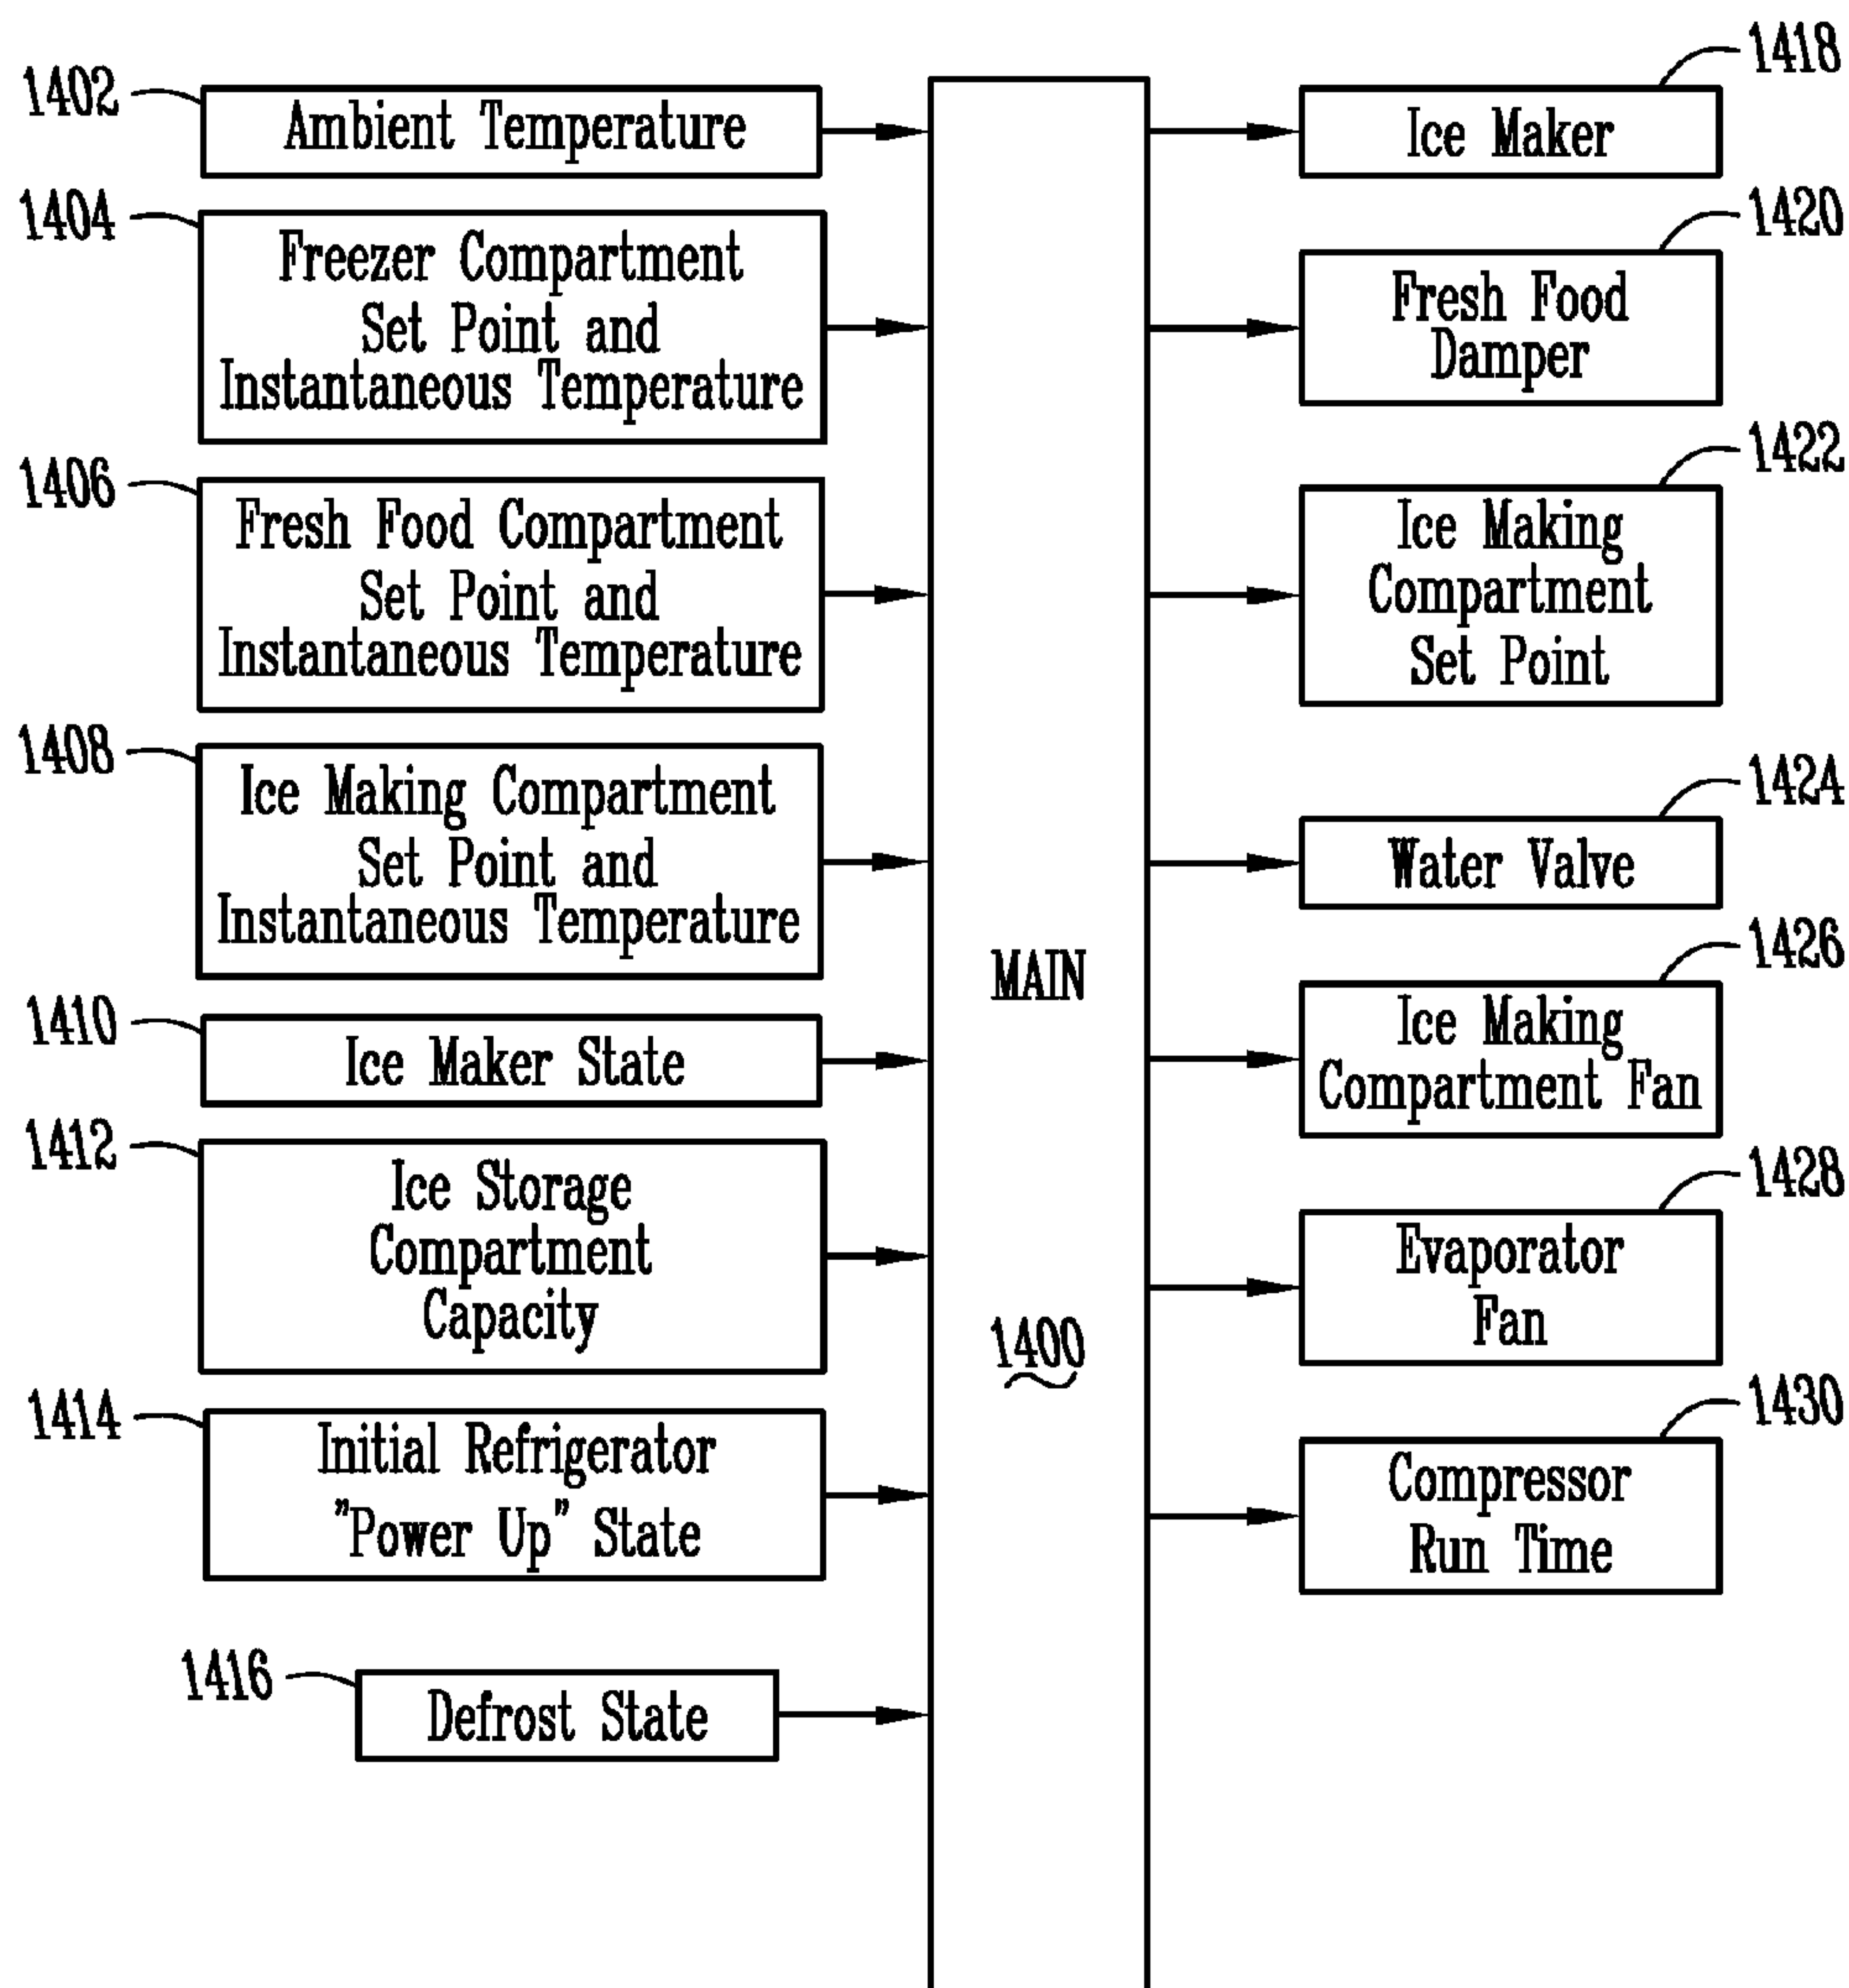 1402
Ambient Temperature
1404
Freezer Compartment
Set Point and
Instantaneous Temperature
1406
Fresh Food Compartment
Set Point and
Instantaneous Temperature
1408
Ice Making Compartment
Set Point and
Instantaneous Temperature
1410
Ice Maker State
1412
Ice Storage
Compartment
Capacity
1414
Initial Refrigerator
"Power Up" State
1416
Defrost State
MAIN
1400
1418
Ice Maker
1420
Fresh Food
Damper
1422
Ice Making
Compartment
Set Point
1424
Water Valve
1426
Ice Making
Compartment Fan
1428
Evaporator
Fan
1430
Compressor
Run Time